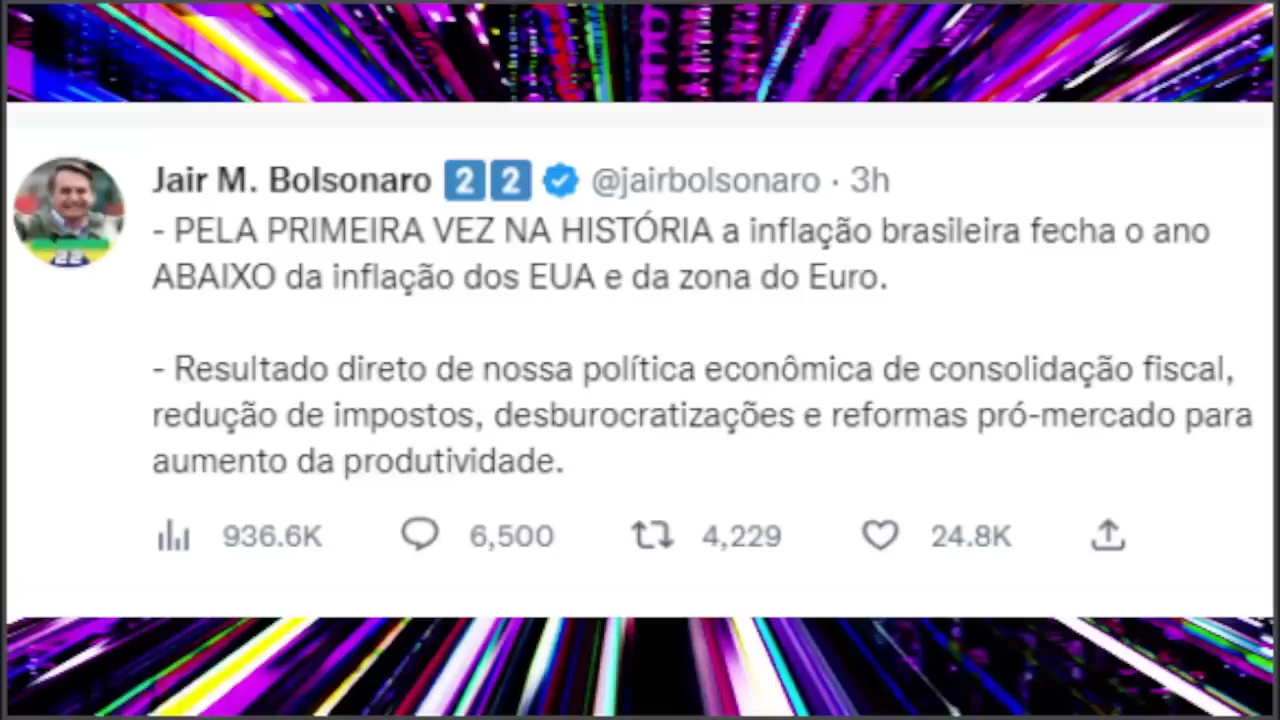 Jair M. Bolsonaro 22 @jairbolsonaro · 3h
- PELA PRIMEIRA VEZ NA HISTÓRIA a inflação brasileira fecha o ano
ABAIXO da inflação dos EUA e da zona do Euro.
- Resultado direto de nossa política econômica de consolidação fiscal,
redução de impostos, desburocratizações e reformas pró-mercado para
aumento da produtividade.
936.6K 6,500 4,229 24.8K
22